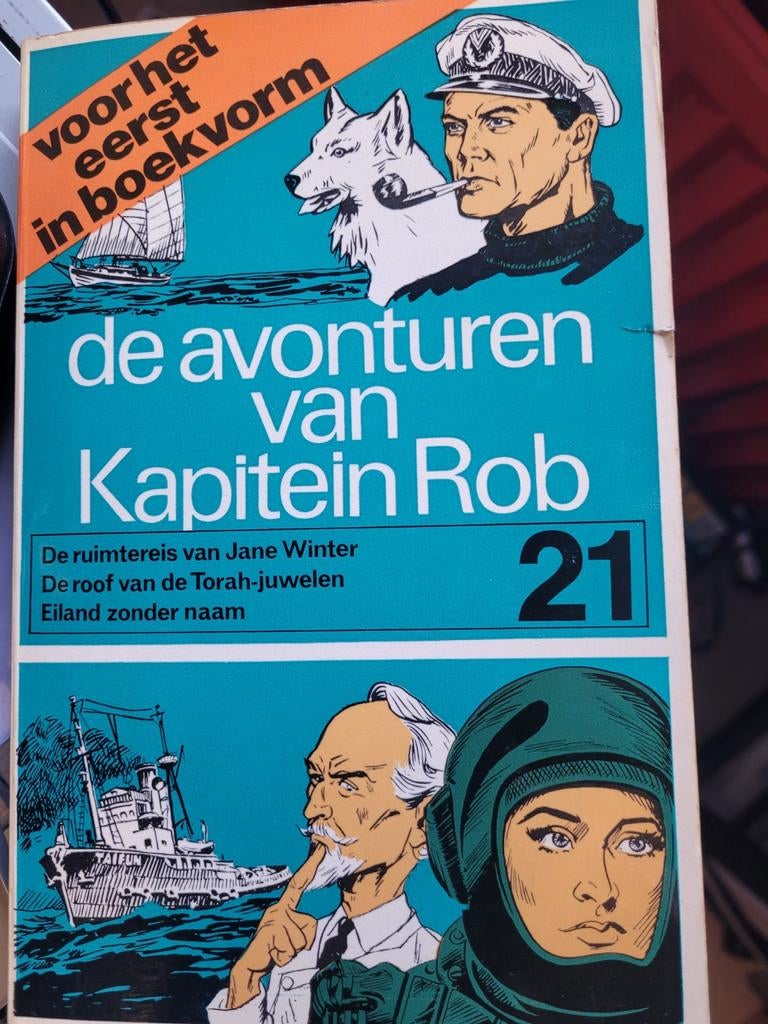 voor het
eerst
in boekvorm
de avonturen
van
Kapitein Rob
De ruimtereis van Jane Winter
De roof van de Torah-juwelen
Eiland zonder naam
21
TAIFUN